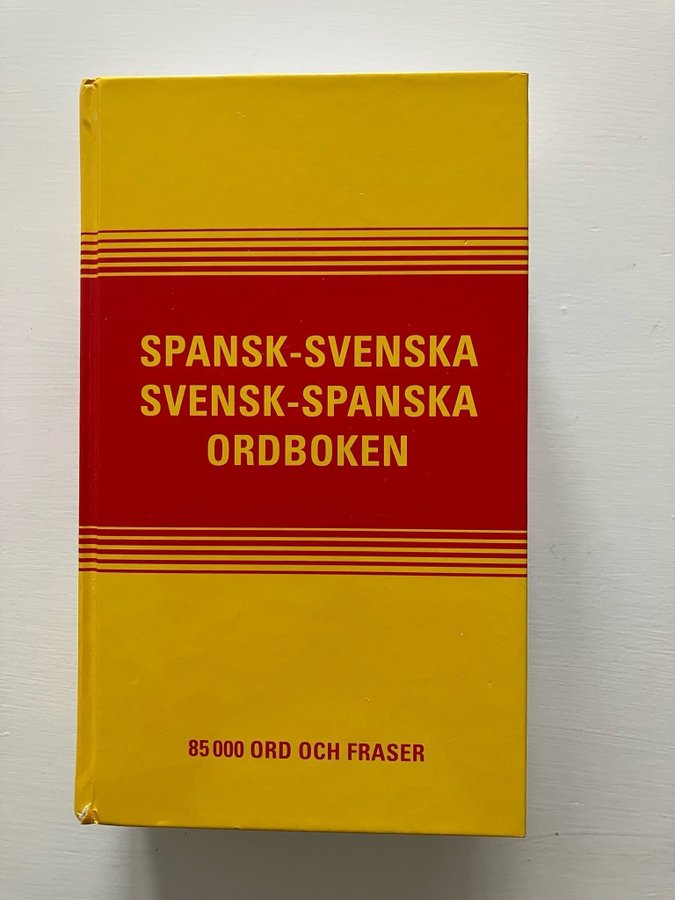 SPANSK-SVENSKA
SVENSK-SPANSKA
ORDBOKEN
85 000 ORD OCH FRASER